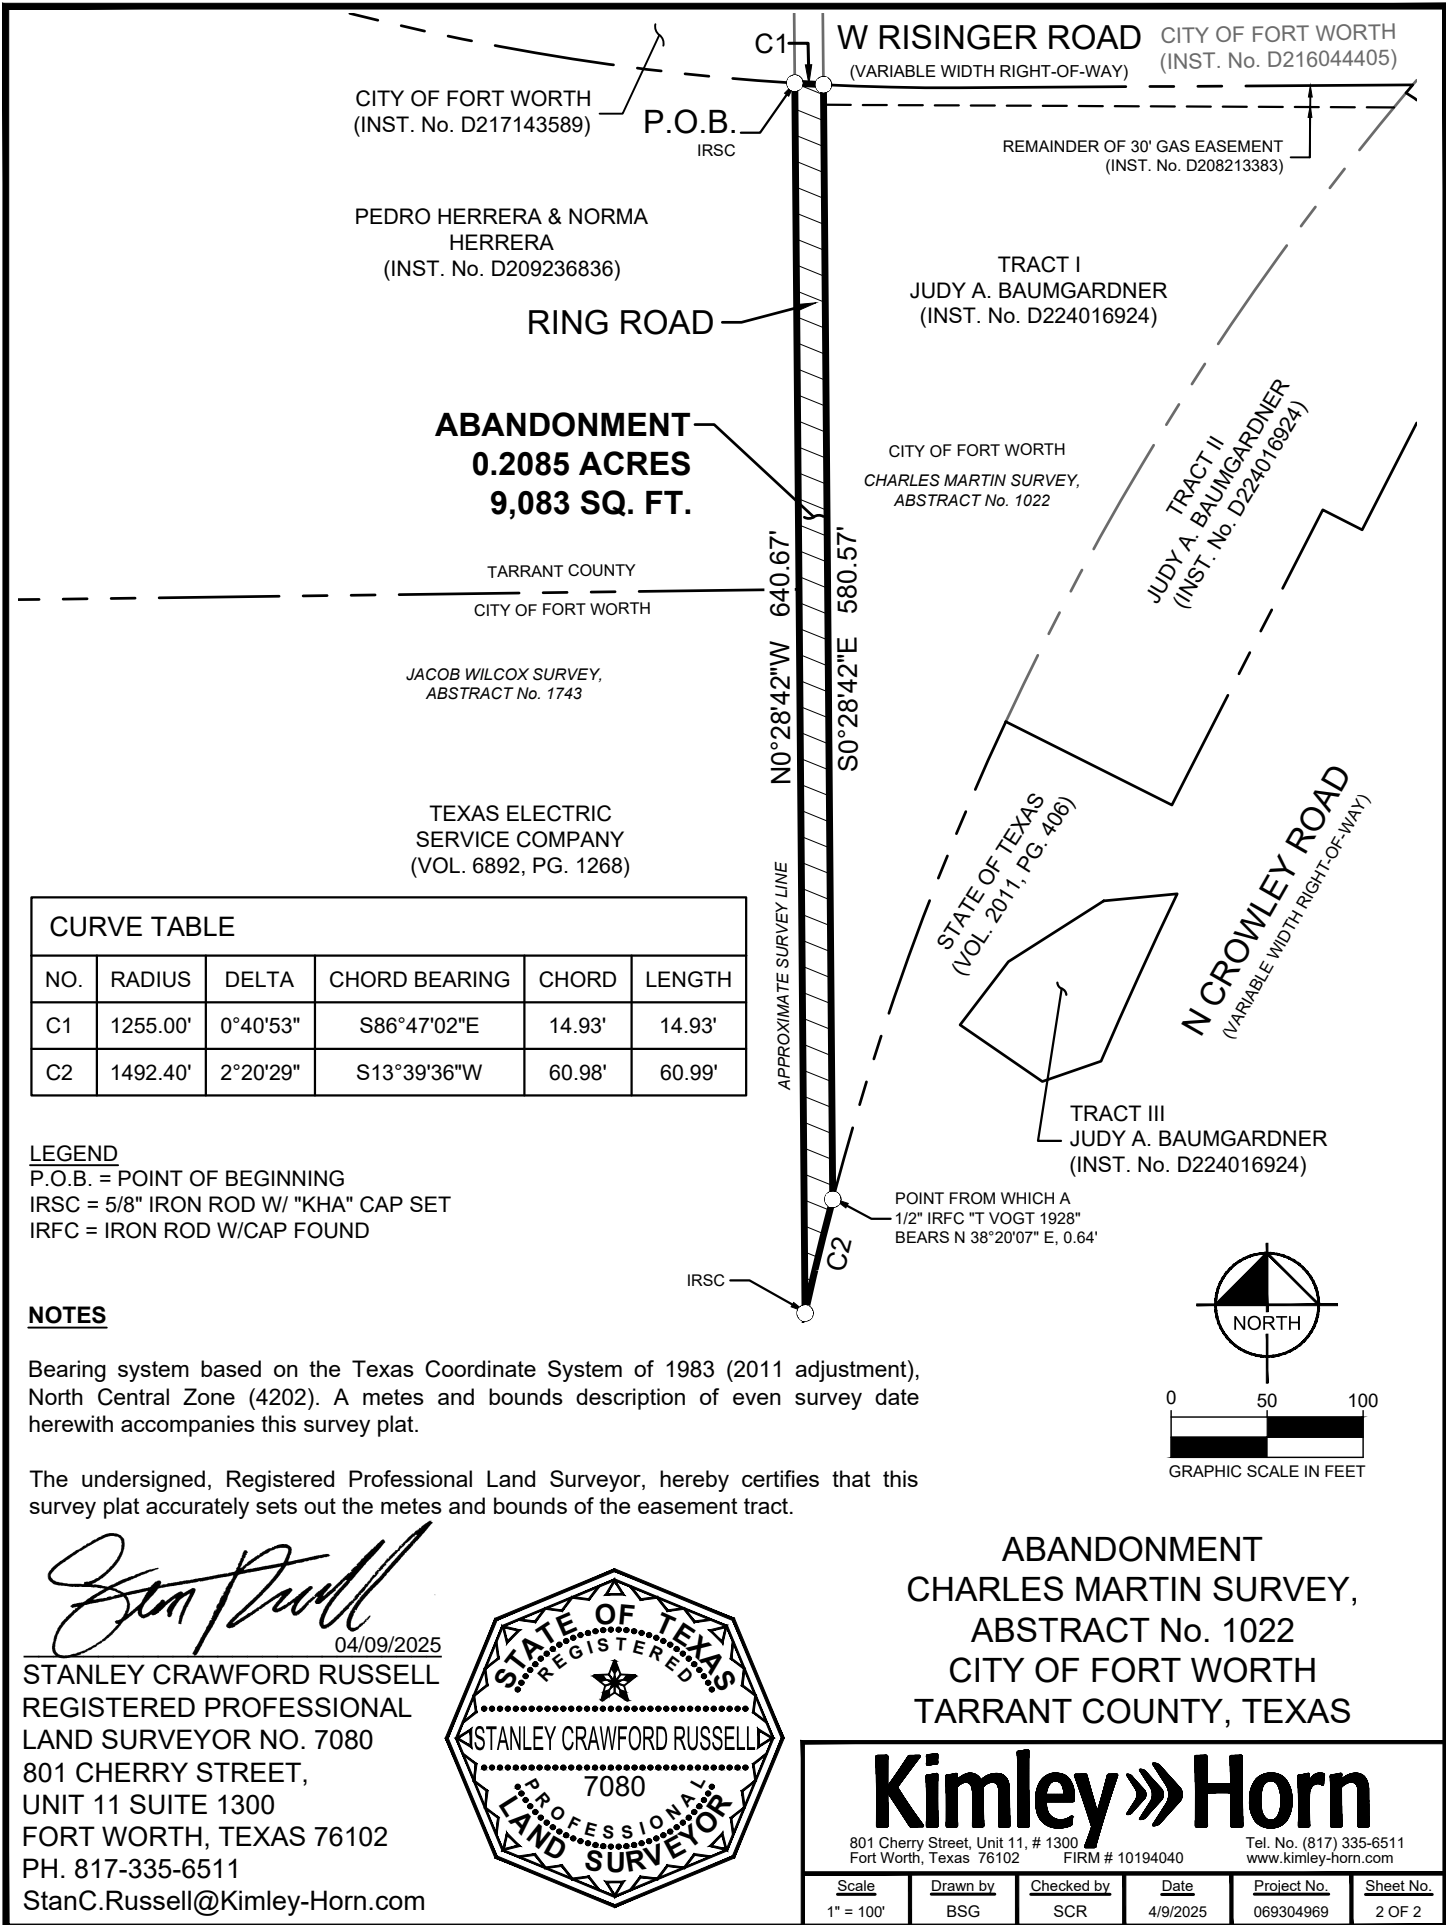 C1
W RISINGER ROAD
(VARIABLE WIDTH RIGHT-OF-WAY)
CITY OF FORT WORTH
(INST. No. D216044405)
CITY OF FORT WORTH
(INST. No. D217143589)
P.O.B.
IRSC
REMAINDER OF 30' GAS EASEMENT
(INST. No. D208213383)
PEDRO HERRERA & NORMA
HERRERA
(INST. No. D209236836)
TRACT I
JUDY A. BAUMGARDNER
(INST. No. D224016924)
RING ROAD
ABANDONMENT
0.2085 ACRES
9,083 SQ. FT.
CITY OF FORT WORTH
CHARLES MARTIN SURVEY,
ABSTRACT No. 1022
TRACT II
JUDY A. BAUMGARDNER
(INST. No. D224016924)
TARRANT COUNTY
CITY OF FORT WORTH
N0°28'42"W 640.67'
S0°28'42"E 580.57'
JACOB WILCOX SURVEY,
ABSTRACT No. 1743
TEXAS ELECTRIC
SERVICE COMPANY
(VOL. 6892, PG. 1268)
APPROXIMATE SURVEY LINE
STATE OF TEXAS
(VOL. 2011, PG. 406)
N CROWLEY ROAD
(VARIABLE WIDTH RIGHT-OF-WAY)
CURVE TABLE
NO. RADIUS DELTA CHORD BEARING CHORD LENGTH
C1 1255.00' 0°40'53" S86°47'02"E 14.93' 14.93'
C2 1492.40' 2°20'29" S13°39'36"W 60.98' 60.99'
TRACT III
JUDY A. BAUMGARDNER
(INST. No. D224016924)
LEGEND
P.O.B. = POINT OF BEGINNING
IRSC = 5/8" IRON ROD W/ "KHA" CAP SET
IRFC = IRON ROD W/CAP FOUND
POINT FROM WHICH A
1/2" IRFC "T VOGT 1928"
BEARS N 38°20'07" E, 0.64'
C2
IRSC
NORTH
0 50 100
GRAPHIC SCALE IN FEET
NOTES
Bearing system based on the Texas Coordinate System of 1983 (2011 adjustment),
North Central Zone (4202). A metes and bounds description of even survey date
herewith accompanies this survey plat.
The undersigned, Registered Professional Land Surveyor, hereby certifies that this
survey plat accurately sets out the metes and bounds of the easement tract.
04/09/2025
STANLEY CRAWFORD RUSSELL
REGISTERED PROFESSIONAL
LAND SURVEYOR NO. 7080
801 CHERRY STREET,
UNIT 11 SUITE 1300
FORT WORTH, TEXAS 76102
PH. 817-335-6511
StanC.Russell@Kimley-Horn.com
STATE OF TEXAS
REGISTERED
STANLEY CRAWFORD RUSSELL
7080
PROFESSIONAL
LAND SURVEYOR
ABANDONMENT
CHARLES MARTIN SURVEY,
ABSTRACT No. 1022
CITY OF FORT WORTH
TARRANT COUNTY, TEXAS
Kimley»Horn
801 Cherry Street, Unit 11, # 1300
Fort Worth, Texas 76102 FIRM # 10194040
Tel. No. (817) 335-6511
www.kimley-horn.com
Scale Drawn by Checked by Date Project No. Sheet No.
1" = 100' BSG SCR 4/9/2025 069304969 2 OF 2